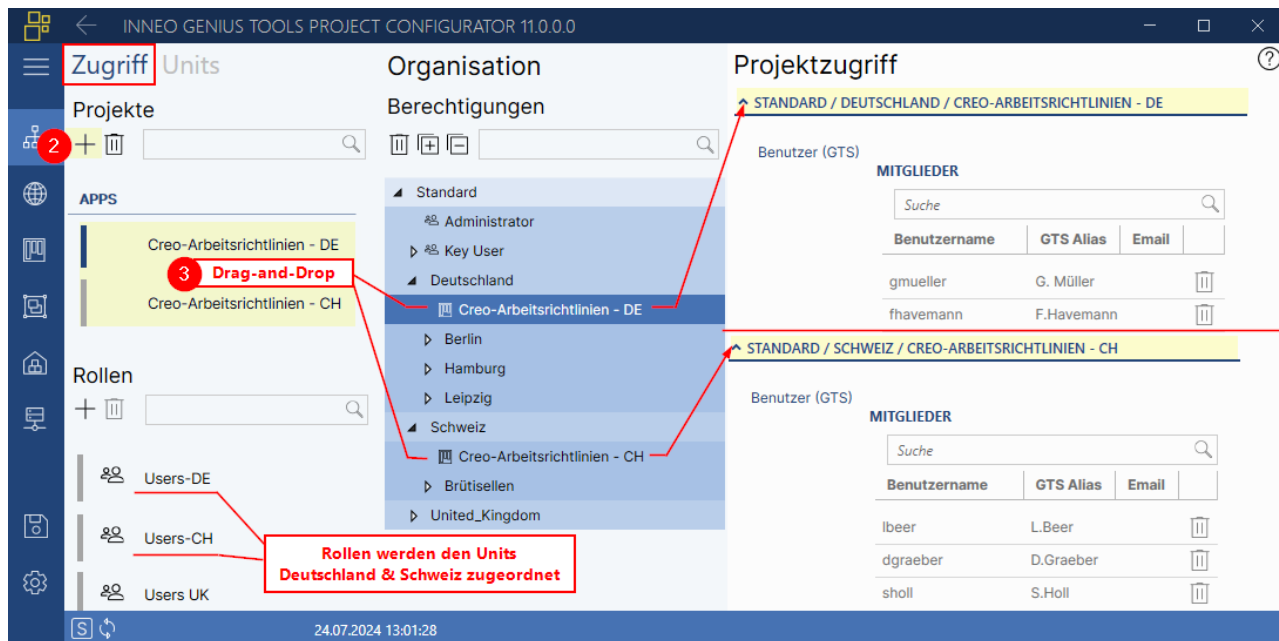 INNEO GENIUS TOOLS PROJECT CONFIGURATOR 11.0.0.0
Zugriff Units
Projekte
2
APPS
Creo-Arbeitsrichtlinien - DE
3 Drag-and-Drop
Creo-Arbeitsrichtlinien - CH
Rollen
Users-DE
Users-CH
Rollen werden den Units
Deutschland & Schweiz zugeordnet
Users UK
Organisation
Berechtigungen
Standard
Administrator
Key User
Deutschland
Creo-Arbeitsrichtlinien - DE
Berlin
Hamburg
Leipzig
Schweiz
Creo-Arbeitsrichtlinien - CH
Brütisellen
United_Kingdom
Projektzugriff
?
STANDARD / DEUTSCHLAND / CREO-ARBEITSRICHTLINIEN - DE
Benutzer (GTS)
MITGLIEDER
Suche
Benutzername GTS Alias Email
gmueller G. Müller
fhavemann F.Havemann
STANDARD / SCHWEIZ / CREO-ARBEITSRICHTLINIEN - CH
Benutzer (GTS)
MITGLIEDER
Suche
Benutzername GTS Alias Email
lbeer L.Beer
dgraeber D.Graeber
sholl S.Holl
S 24.07.2024 13:01:28